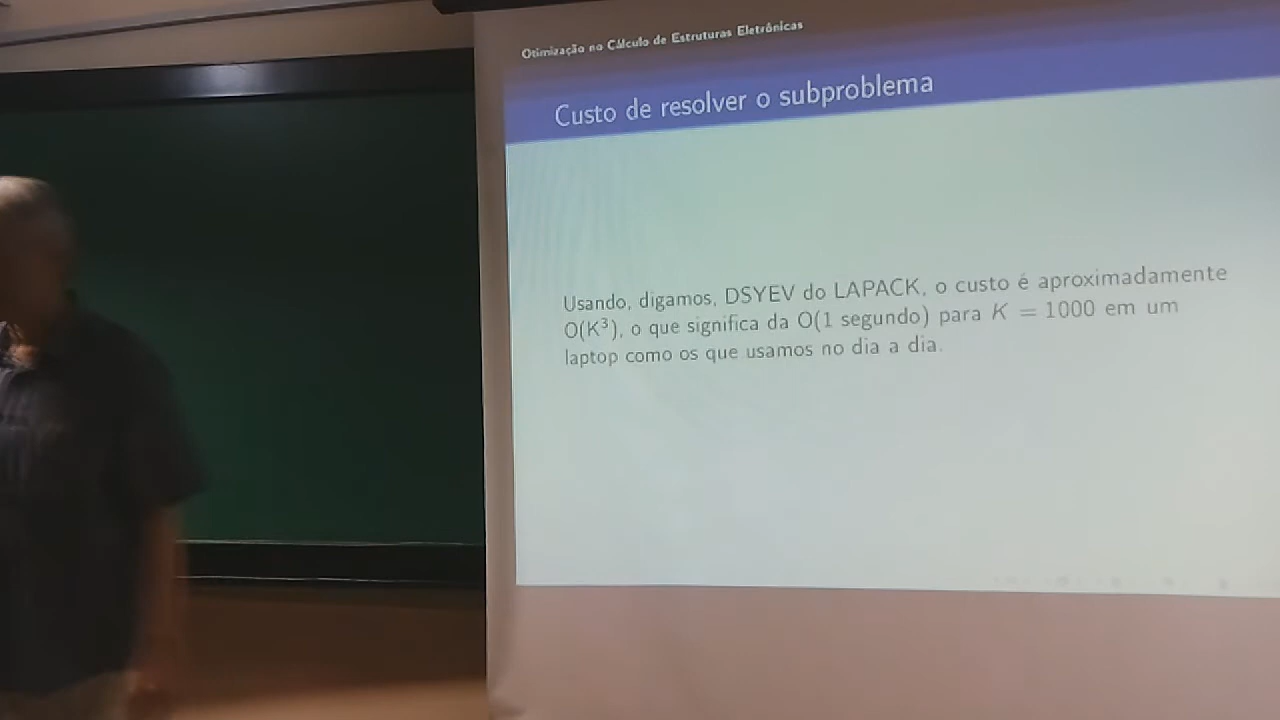 Otimização no Cálculo de Estruturas Eletrônicas
Custo de resolver o subproblema
Usando, digamos, DSYEV do LAPACK, o custo é aproximadamente
O(K³), o que significa da O(1 segundo) para K = 1000 em um
laptop como os que usamos no dia a dia.